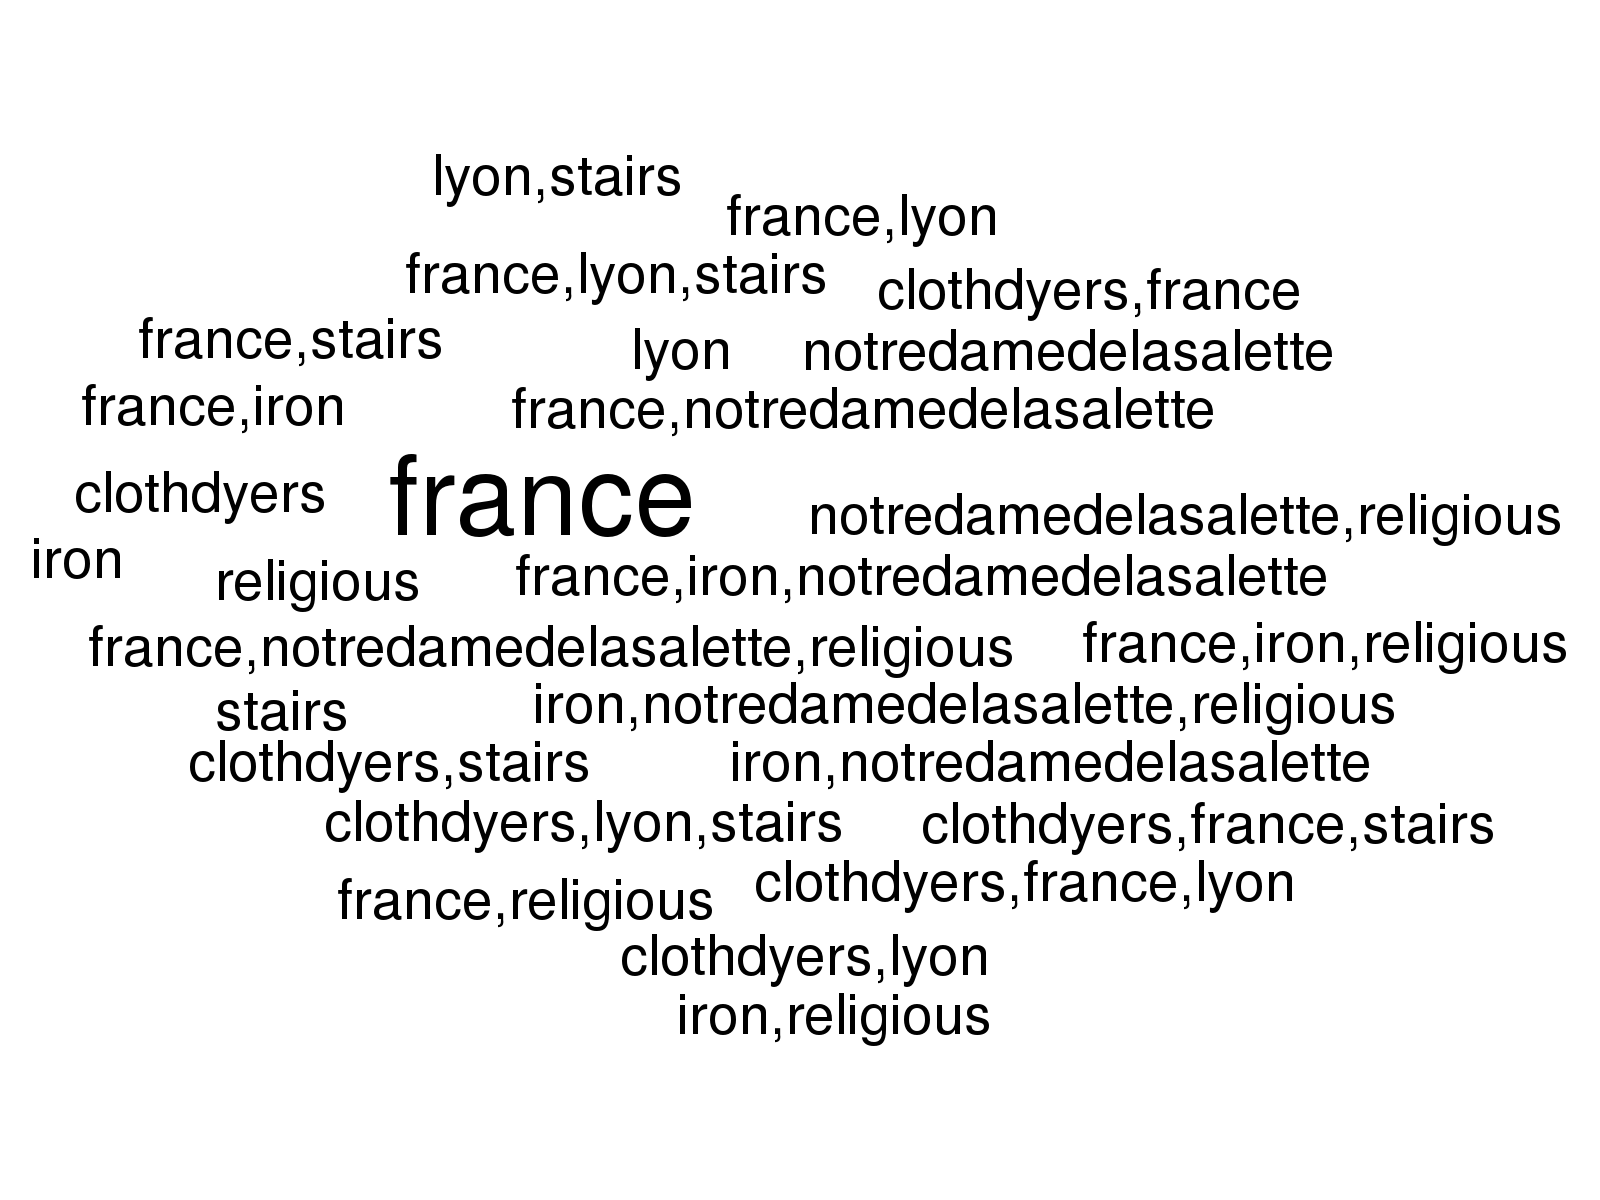 lyon,stairs
france,lyon
france,lyon,stairs
clothdyers,france
france,stairs
lyon
notredamedelasalette
france,iron
france,notredamedelasalette
clothdyers
france
notredamedelasalette,religious
iron
religious
france,iron,notredamedelasalette
france,notredamedelasalette,religious
france,iron,religious
stairs
iron,notredamedelasalette,religious
clothdyers,stairs
iron,notredamedelasalette
clothdyers,lyon,stairs
clothdyers,france,stairs
france,religious
clothdyers,france,lyon
clothdyers,lyon
iron,religious